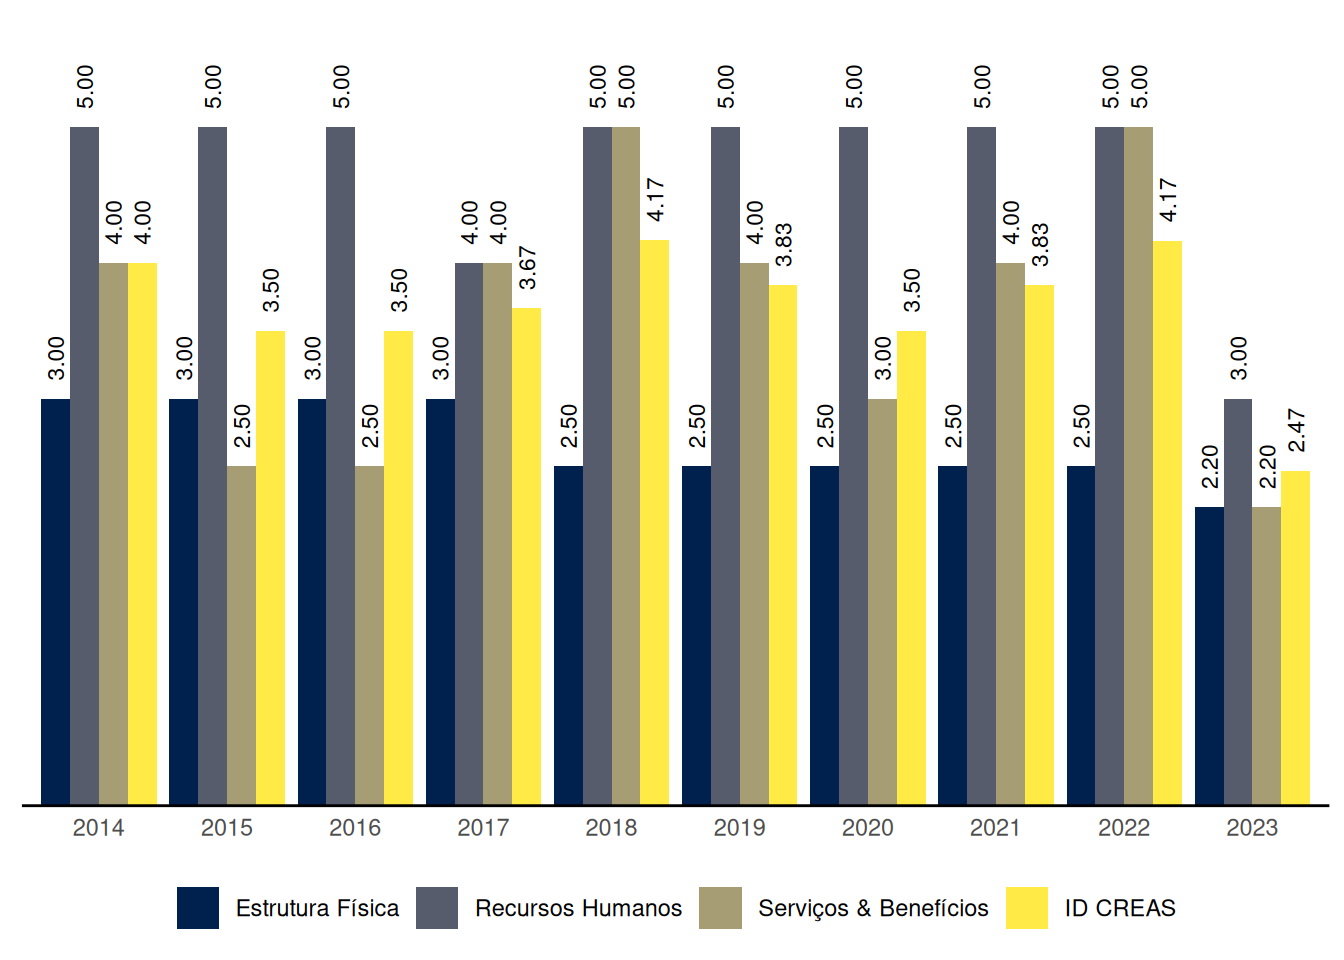 3.00 5.00 4.00 4.00
3.00 5.00 2.50 3.50
3.00 5.00 2.50 3.50
3.00 4.00 4.00 3.67
2.50 5.00 5.00 4.17
2.50 5.00 4.00 3.83
2.50 5.00 3.00 3.50
2.50 5.00 4.00 3.83
2.50 5.00 5.00 4.17
2.20 3.00 2.20 2.47
2014 2015 2016 2017 2018 2019 2020 2021 2022 2023
Estrutura Física Recursos Humanos Serviços & Benefícios ID CREAS